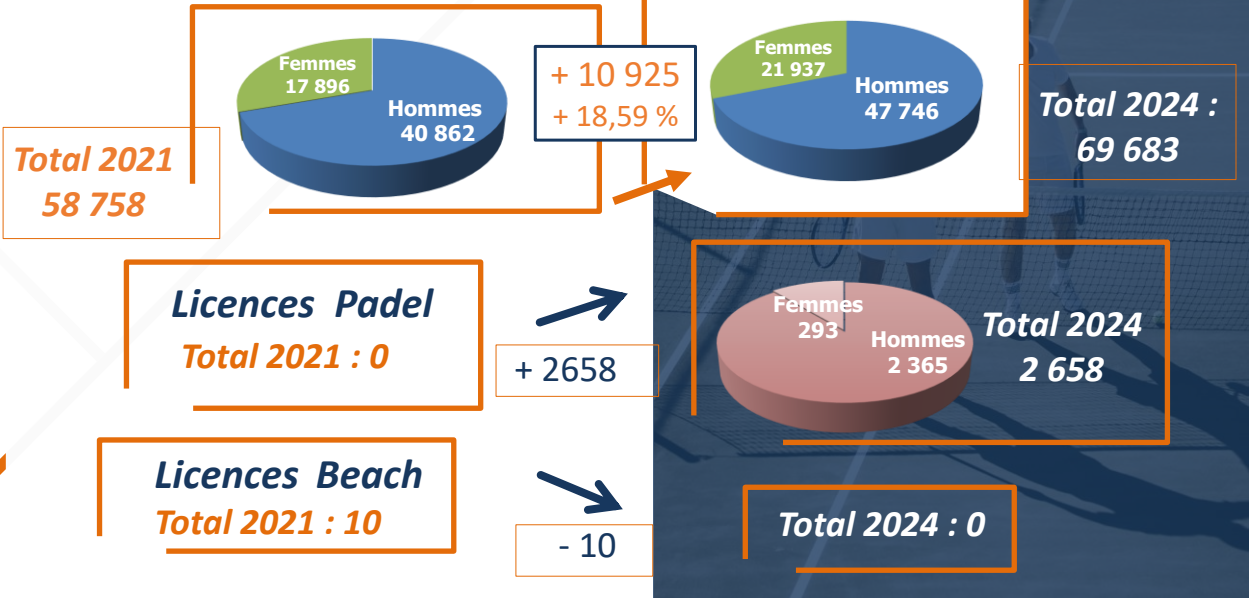 Femmes
17 896
Hommes
40 862
Total 2021
58 758
+ 10 925
+ 18,59 %
Femmes
21 937
Hommes
47 746
Total 2024 :
69 683
Licences Padel
Total 2021 : 0
+ 2658
Femmes
293
Hommes
2 365
Total 2024
2 658
Licences Beach
Total 2021 : 10
- 10
Total 2024 : 0